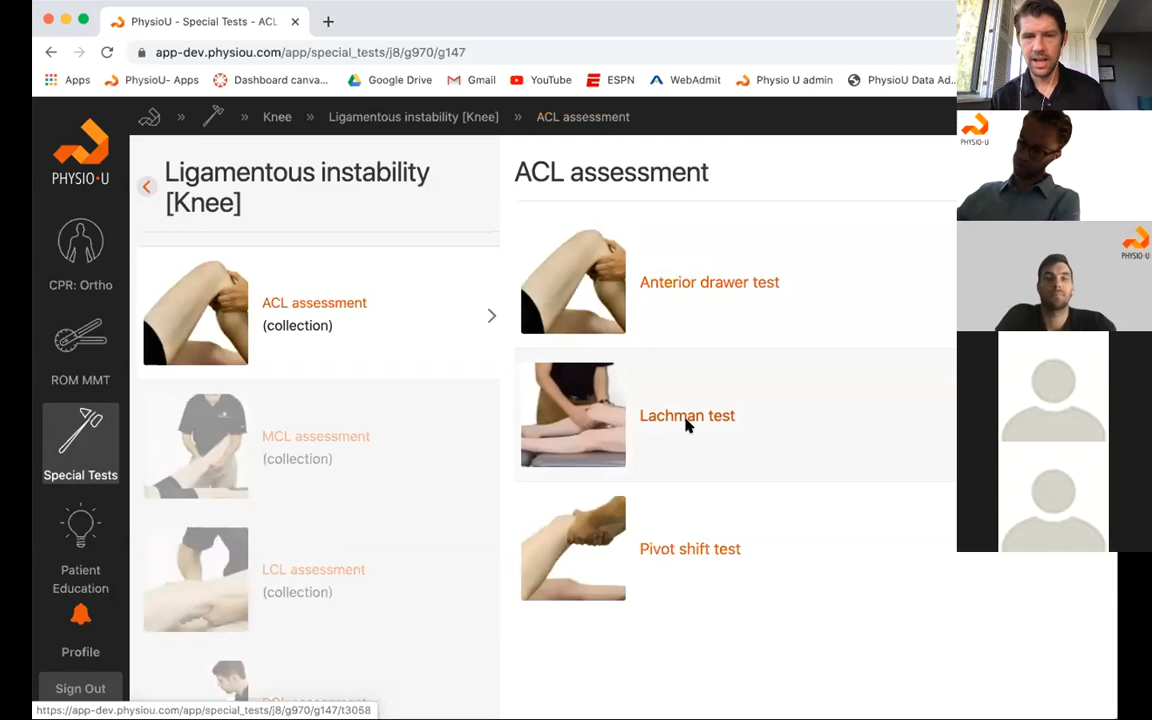 PhysioU - Special Tests - ACL
app-dev.physiou.com/app/special_tests/j8/g970/g147
Apps PhysioU- Apps Dashboard canva... Google Drive Gmail YouTube ESPN WebAdmit Physio U admin PhysioU Data Ad...
» » Knee » Ligamentous instability [Knee] » ACL assessment
PHYSIO·U
CPR: Ortho
ROM MMT
Special Tests
Patient
Education
Profile
Sign Out
Ligamentous instability
[Knee]
ACL assessment
(collection)
MCL assessment
(collection)
LCL assessment
(collection)
ACL assessment
Anterior drawer test
Lachman test
Pivot shift test
https://app-dev.physiou.com/app/special_tests/j8/g970/g147/t3058
PHYSIO·U
PHYSIO·U